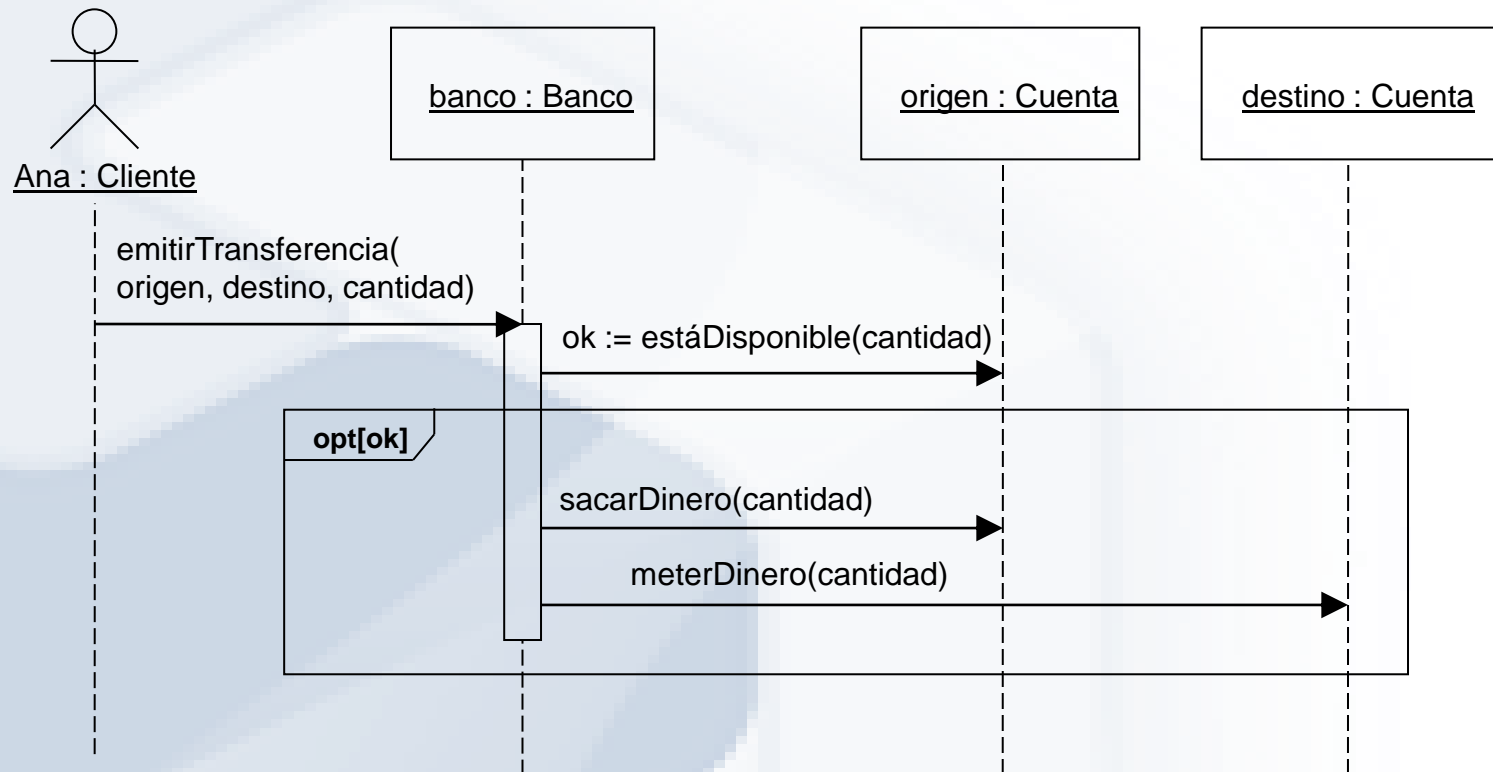 banco : Banco
origen : Cuenta
destino : Cuenta
Ana : Cliente
emitirTransferencia(
origen, destino, cantidad)
ok := estáDisponible(cantidad)
opt[ok]
sacarDinero(cantidad)
meterDinero(cantidad)